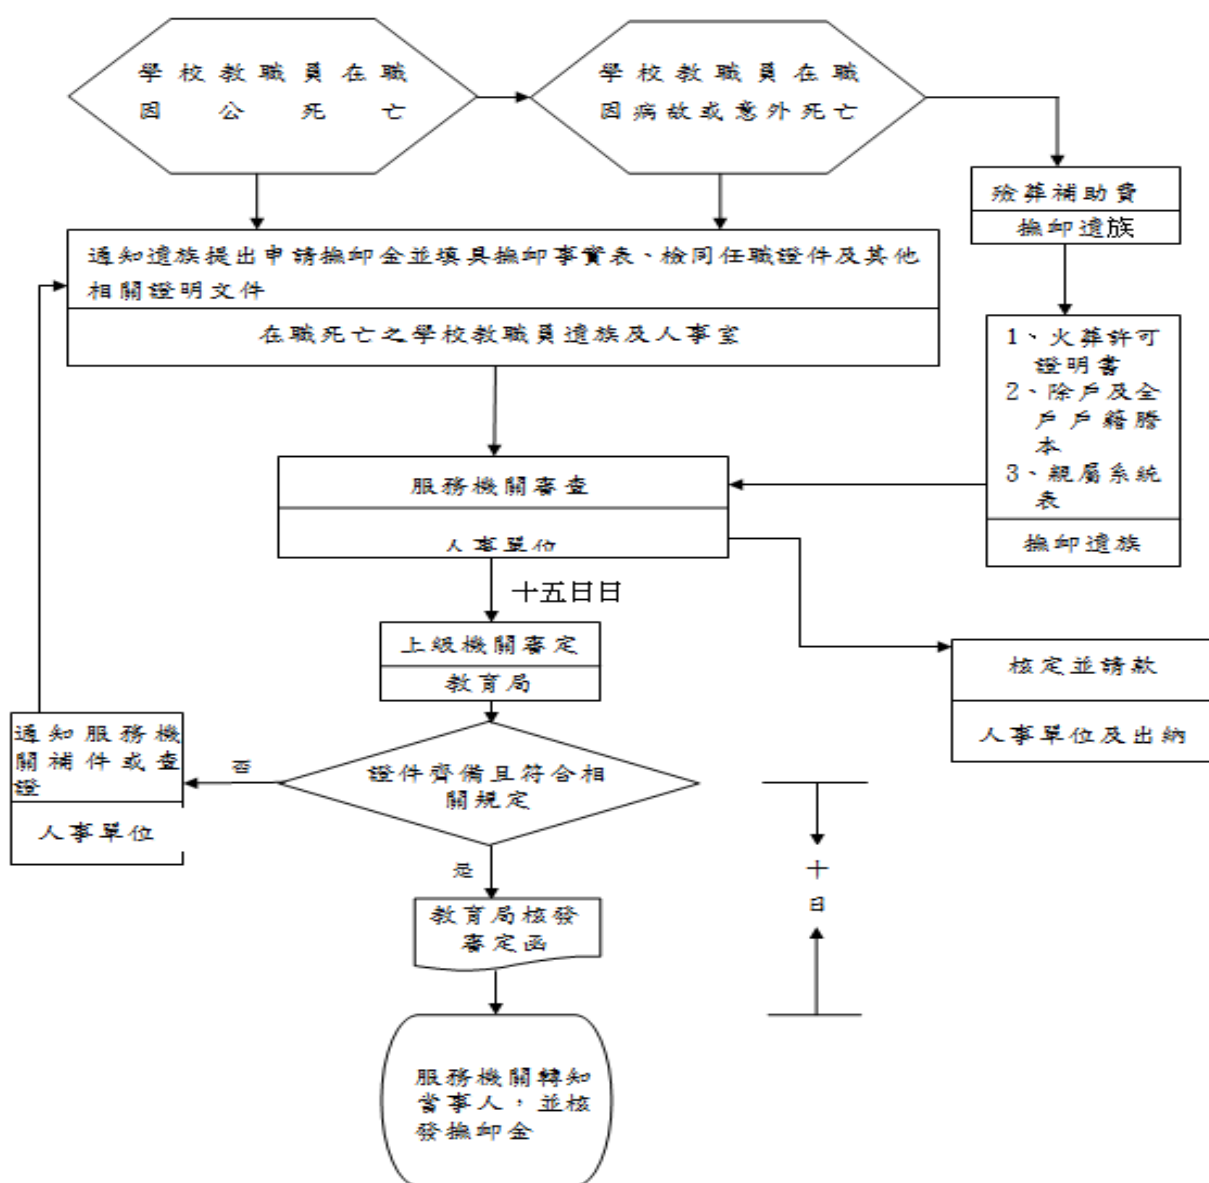 學校教職員在職
因公死亡
學校教職員在職
因病故或意外死亡
殮葬補助費
撫卹遺族
通知遺族提出申請撫卹金並填具撫卹事實表、檢同任職證件及其他
相關證明文件
在職死亡之學校教職員遺族及人事室
1、火葬許可
證明書
2、除戶及全
戶戶籍謄
本
3、親屬系統
表
撫卹遺族
服務機關審查
人事單位
十五日日
上級機關審定
教育局
核定並請款
人事單位及出納
通知服務機
關補件或查
證
人事單位
否
證件齊備且符合相
關規定
是
十
日
教育局核發
審定函
服務機關轉知
當事人，並核
發撫卹金